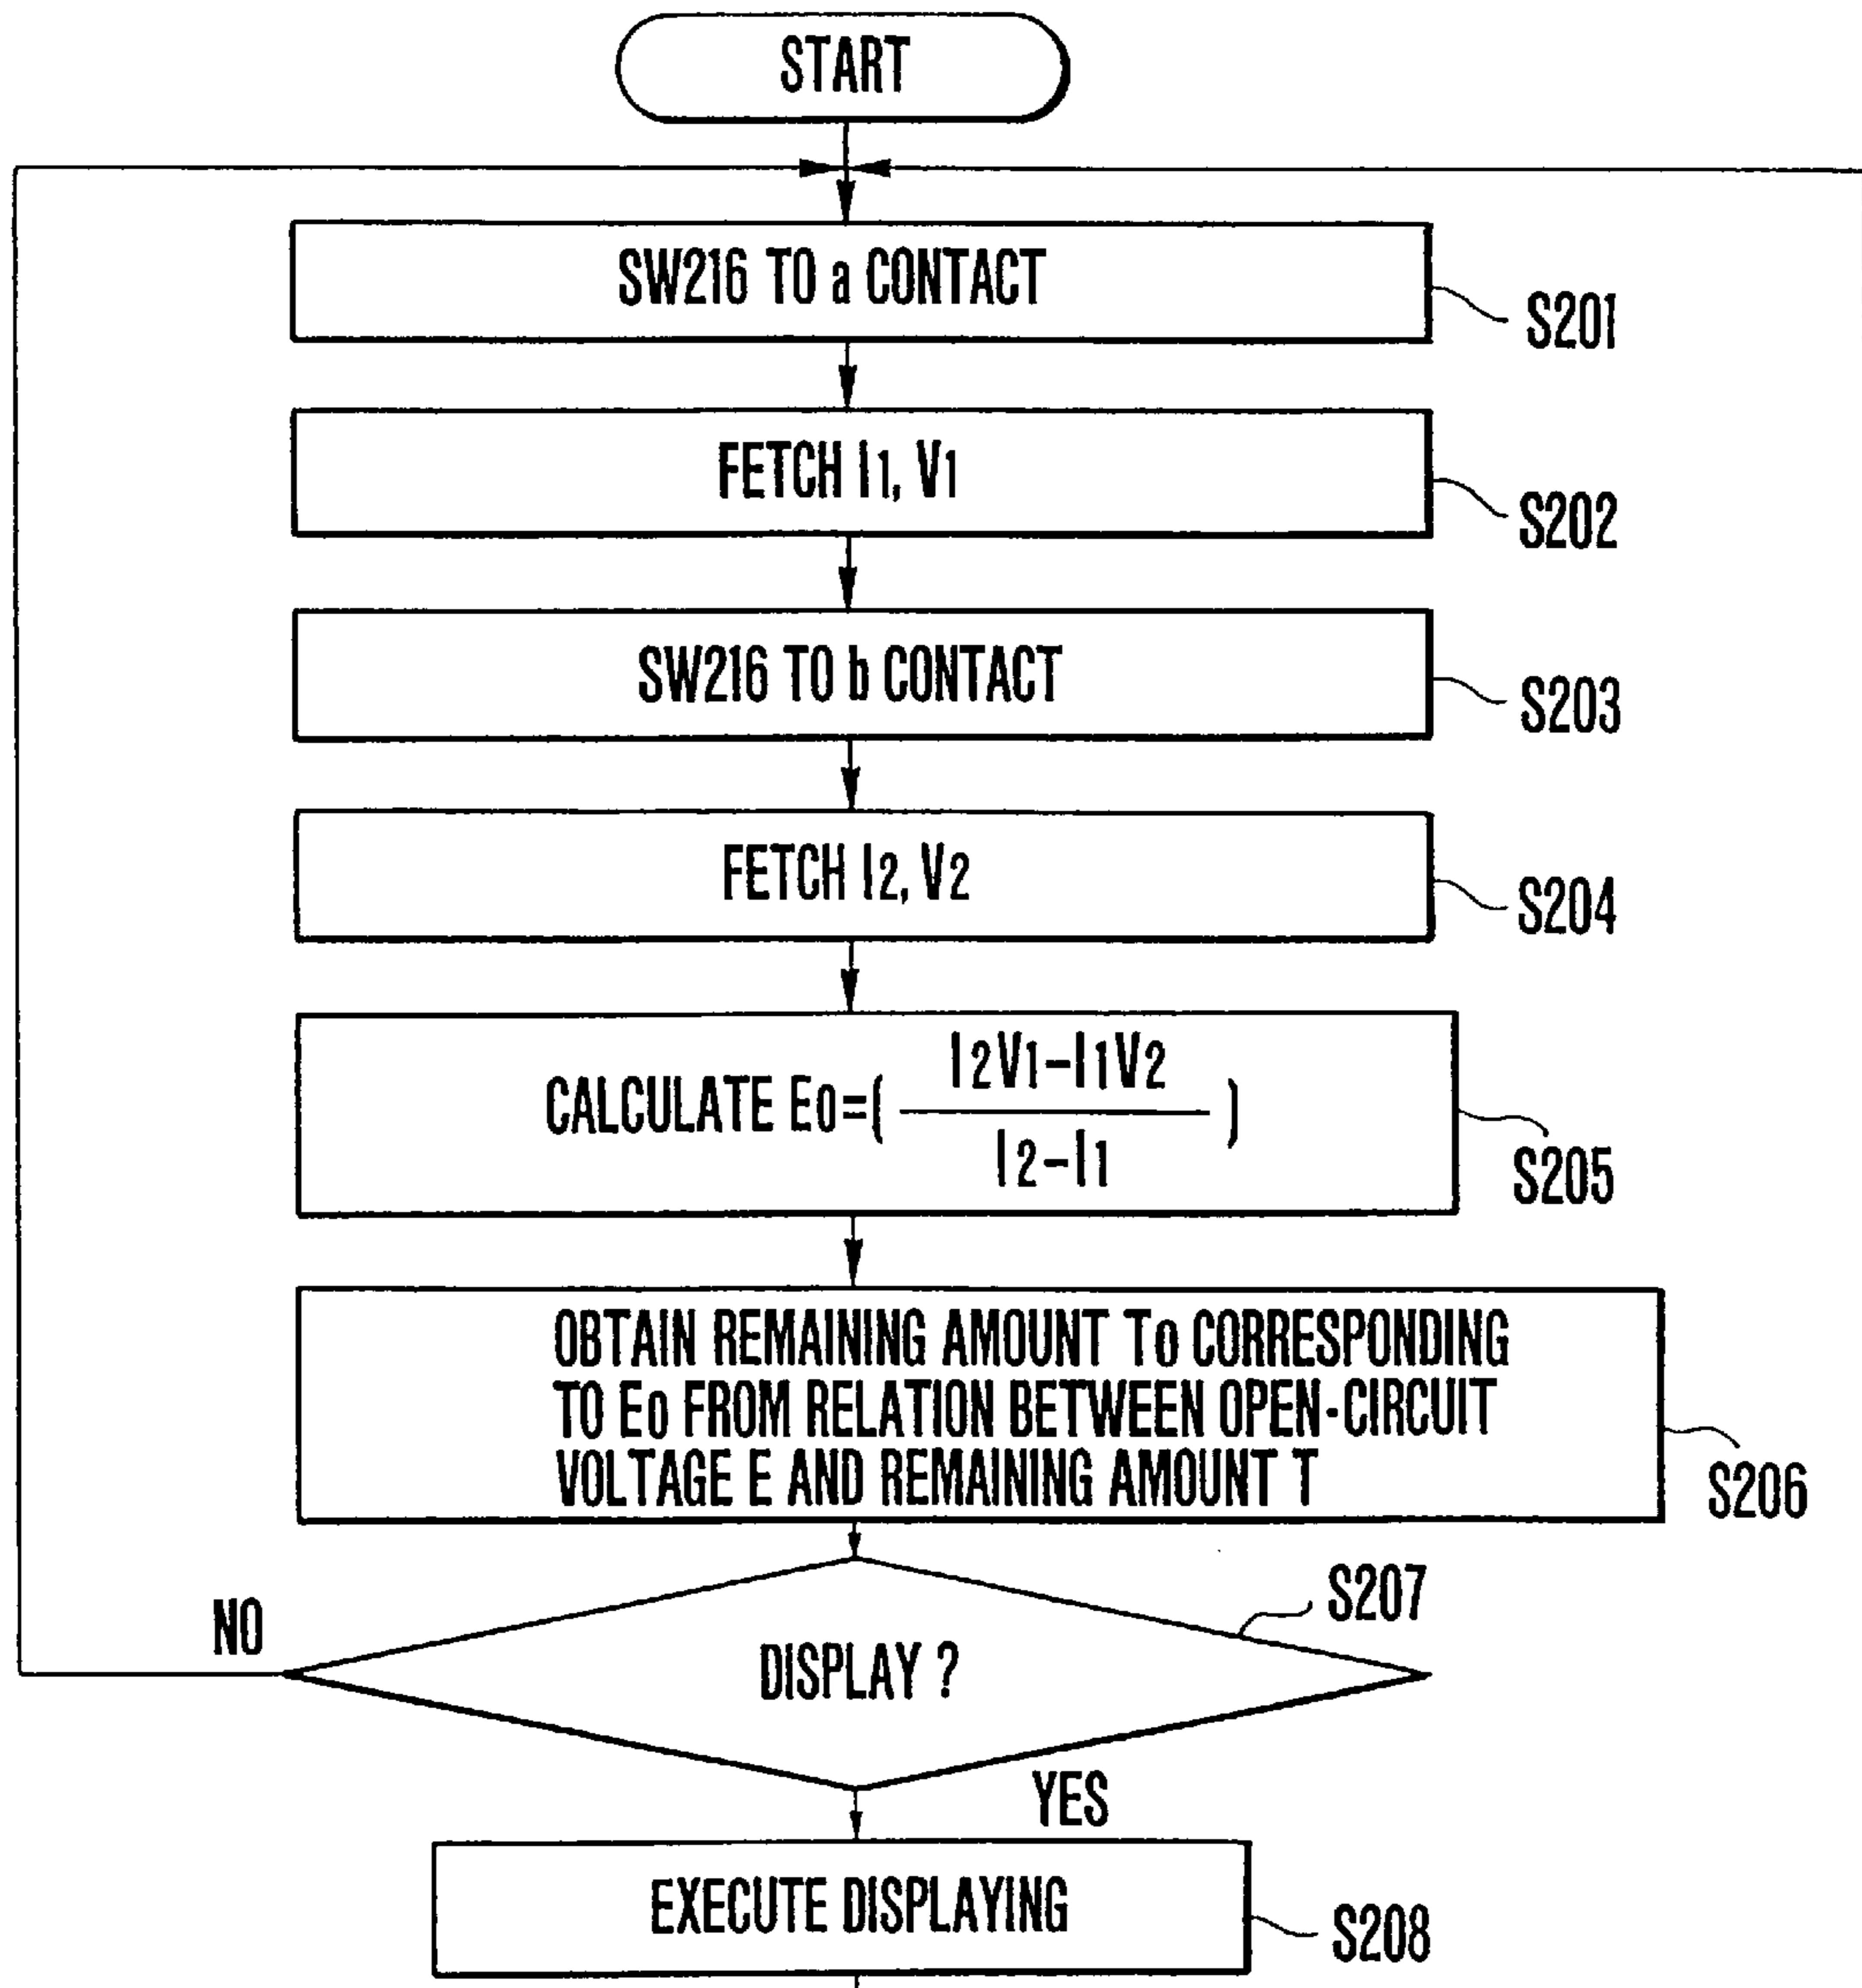 START
SW216 TO a CONTACT
S201
FETCH I1, V1
S202
SW216 TO b CONTACT
S203
FETCH I2, V2
S204
I2V1-I1V2
CALCULATE E0=( )
I2-I1
S205
OBTAIN REMAINING AMOUNT T0 CORRESPONDING
TO E0 FROM RELATION BETWEEN OPEN-CIRCUIT
VOLTAGE E AND REMAINING AMOUNT T
S206
S207
NO
DISPLAY ?
YES
EXECUTE DISPLAYING
S208